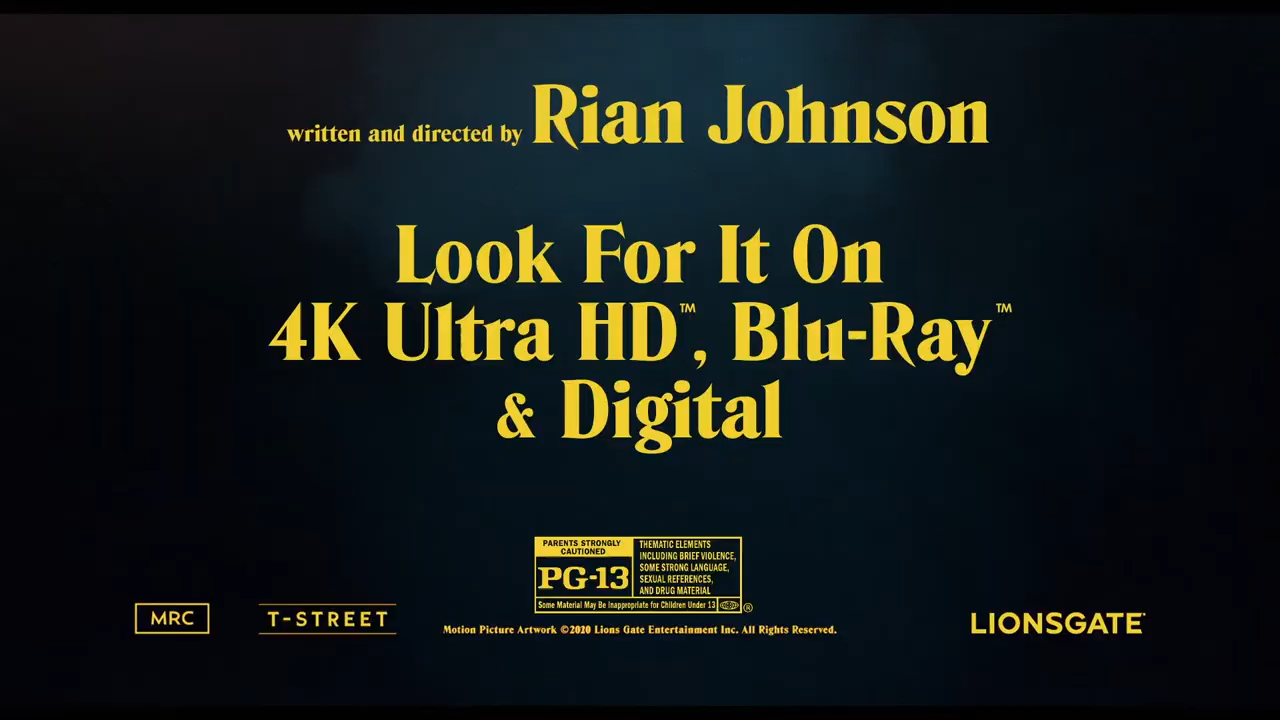 written and directed by Rian Johnson
Look For It On
4K Ultra HD™, Blu-Ray™
& Digital
PARENTS STRONGLY
CAUTIONED
PG-13
THEMATIC ELEMENTS
INCLUDING BRIEF VIOLENCE,
SOME STRONG LANGUAGE,
SEXUAL REFERENCES,
AND DRUG MATERIAL
Some Material May Be Inappropriate for Children Under 13
®
MRC
T-STREET
Motion Picture Artwork ©2020 Lions Gate Entertainment Inc. All Rights Reserved.
LIONSGATE